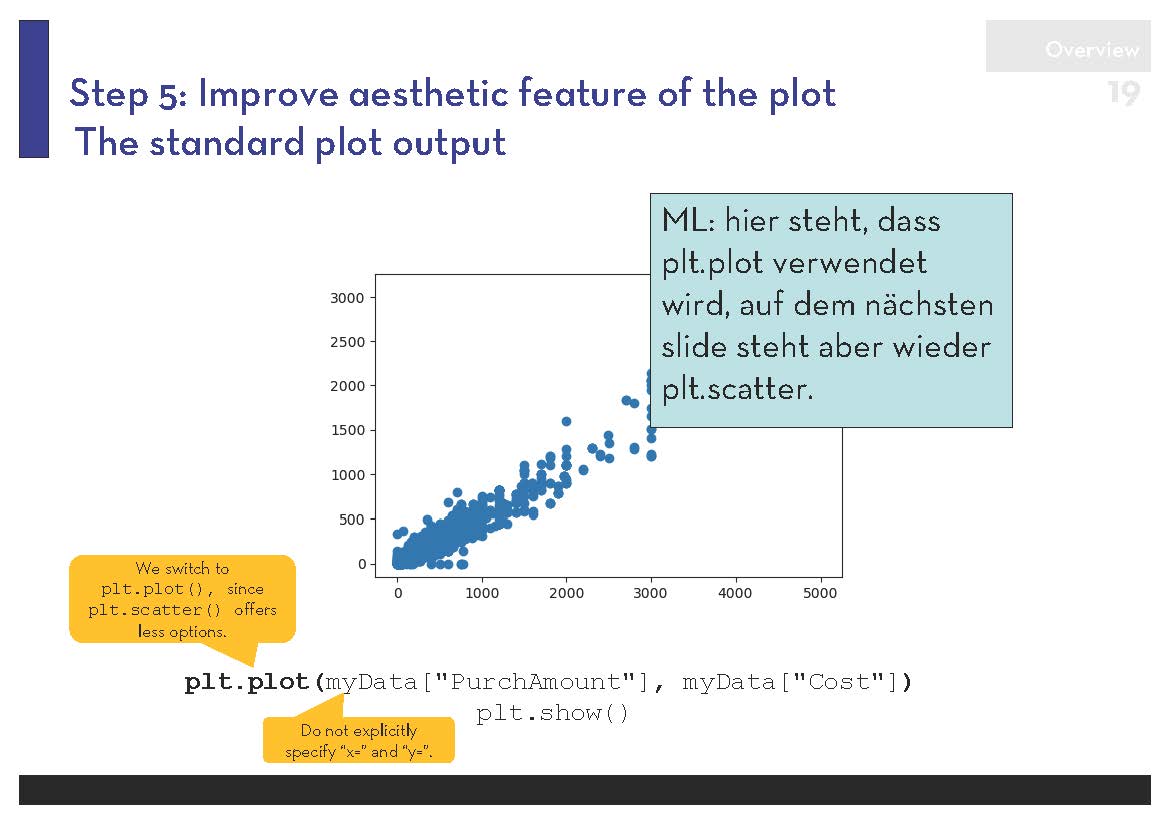 Overview
19
Step 5: Improve aesthetic feature of the plot
The standard plot output
ML: hier steht, dass
plt.plot verwendet
wird, auf dem nächsten
slide steht aber wieder
plt.scatter.
3000
2500
2000
1500
1000
500
0
0 1000 2000 3000 4000 5000
We switch to
plt.plot(), since
plt.scatter() offers
less options.
plt.plot(myData["PurchAmount"], myData["Cost"])
plt.show()
Do not explicitly
specify “x=” and “y=”.